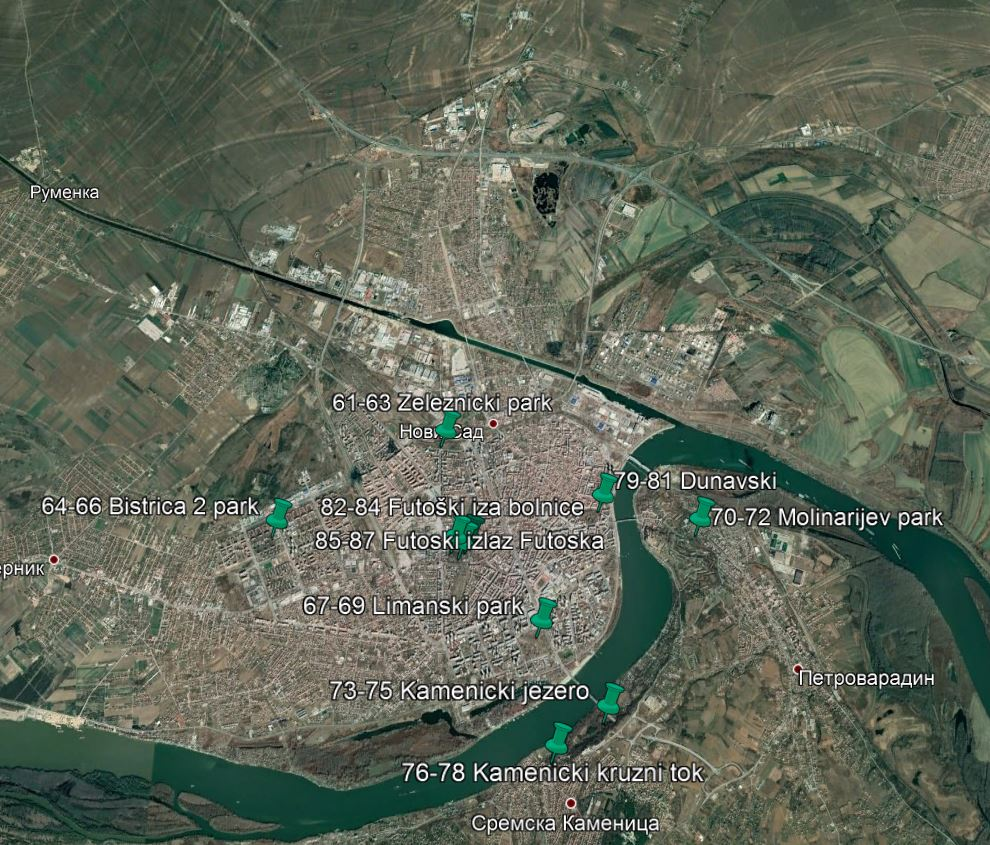 Руменка
61-63 Zeleznicki park
Нови Сад
79-81 Dunavski
64-66 Bistrica 2 park
82-84 Futoški iza bolnice
70-72 Molinarijev park
85-87 Futoski izlaz Futoska
ерник
67-69 Limanski park
Петроварадин
73-75 Kamenicki jezero
76-78 Kamenicki kruzni tok
Сремска Каменица